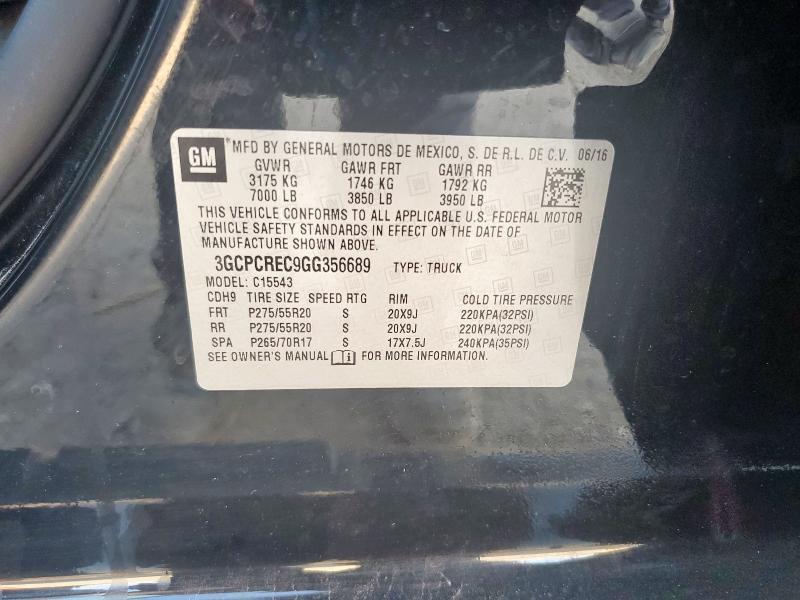 GM
*MFD BY GENERAL MOTORS DE MEXICO, S. DE R.L. DE C.V. 06/16
GVWR GAWR FRT GAWR RR
3175 KG 1746 KG 1792 KG
7000 LB 3850 LB 3950 LB
THIS VEHICLE CONFORMS TO ALL APPLICABLE U.S. FEDERAL MOTOR
VEHICLE SAFETY STANDARDS IN EFFECT ON THE DATE OF
MANUFACTURE SHOWN ABOVE.
3GCPCREC9GG356689 TYPE: TRUCK
MODEL: C15543
CDH9 TIRE SIZE SPEED RTG RIM COLD TIRE PRESSURE
FRT P275/55R20 S 20X9J 220KPA(32PSI)
RR P275/55R20 S 20X9J 220KPA(32PSI)
SPA P265/70R17 S 17X7.5J 240KPA(35PSI)
SEE OWNER'S MANUAL FOR MORE INFORMATION.